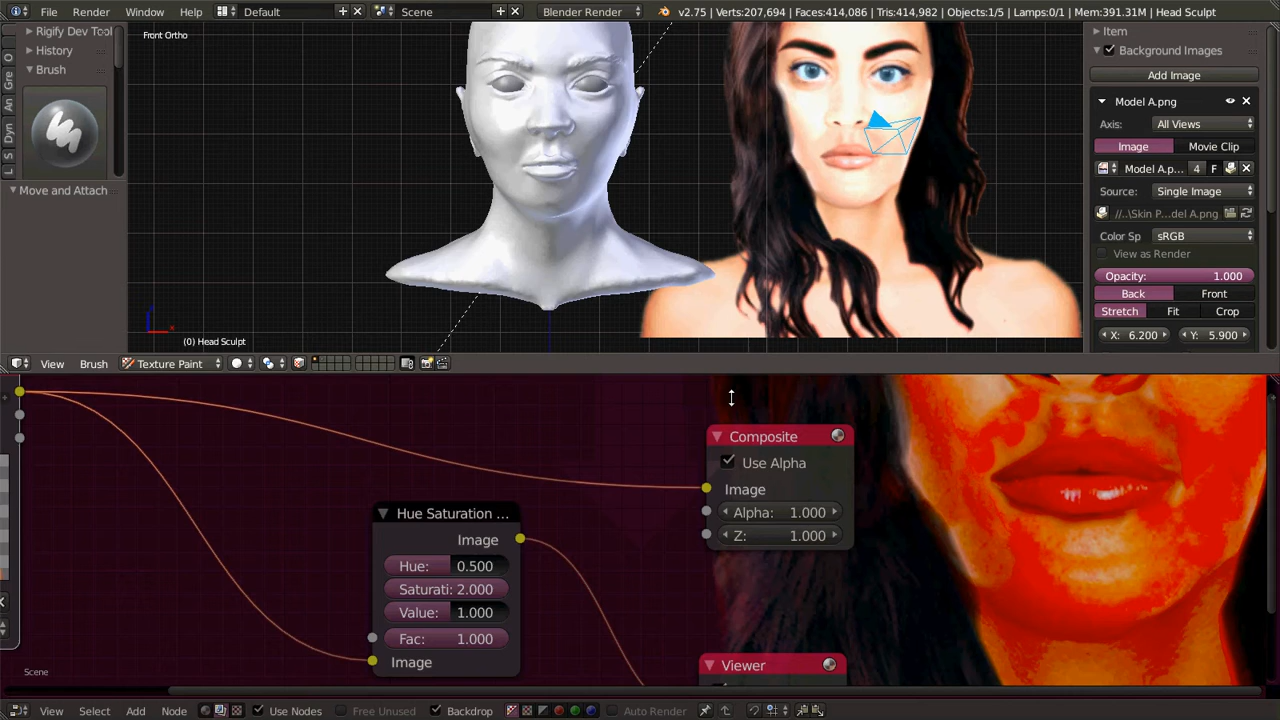 File Render Window Help Default Scene Blender Render v2.75 | Verts:207,694 | Faces:414,086 | Tris:414,982 | Objects:1/5 | Lamps:0/1 | Mem:391.31M | Head Sculpt
Rigify Dev Tool
History
Brush
Move and Attach
O
Gre
An
Dyn
S
L
Front Ortho
(0) Head Sculpt
x
Item
Background Images
Add Image
Model A.png
Axis: All Views
Image Movie Clip
Model A.p... 4 F
Source: Single Image
//..\Skin P...del A.png
Color Sp sRGB
View as Render
Opacity: 1.000
Back Front
Stretch Fit Crop
X: 6.200 Y: 5.900
View Brush Texture Paint
Composite
Use Alpha
Image
Alpha: 1.000
Z: 1.000
Hue Saturation ...
Image
Hue: 0.500
Saturati: 2.000
Value: 1.000
Fac: 1.000
Image
Viewer
Scene
View Select Add Node Use Nodes Free Unused Backdrop Auto Render